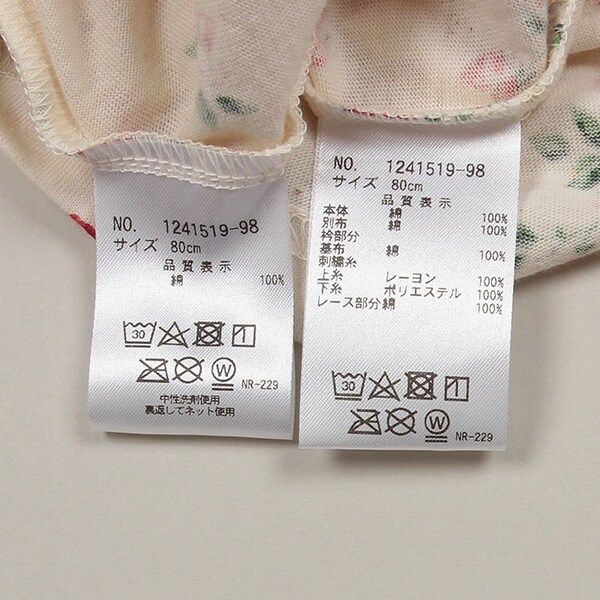 NO. 1241519-98
サイズ 80cm
品質表示
綿 100%
30
W
NR-229
中性洗剤使用
裏返してネット使用
NO. 1241519-98
サイズ 80cm
品質表示
本体 綿 100%
別布 綿 100%
衿部分
基布 綿 100%
刺繍糸
上糸 レーヨン 100%
下糸 ポリエステル 100%
レース部分綿 100%
30
W
NR-229